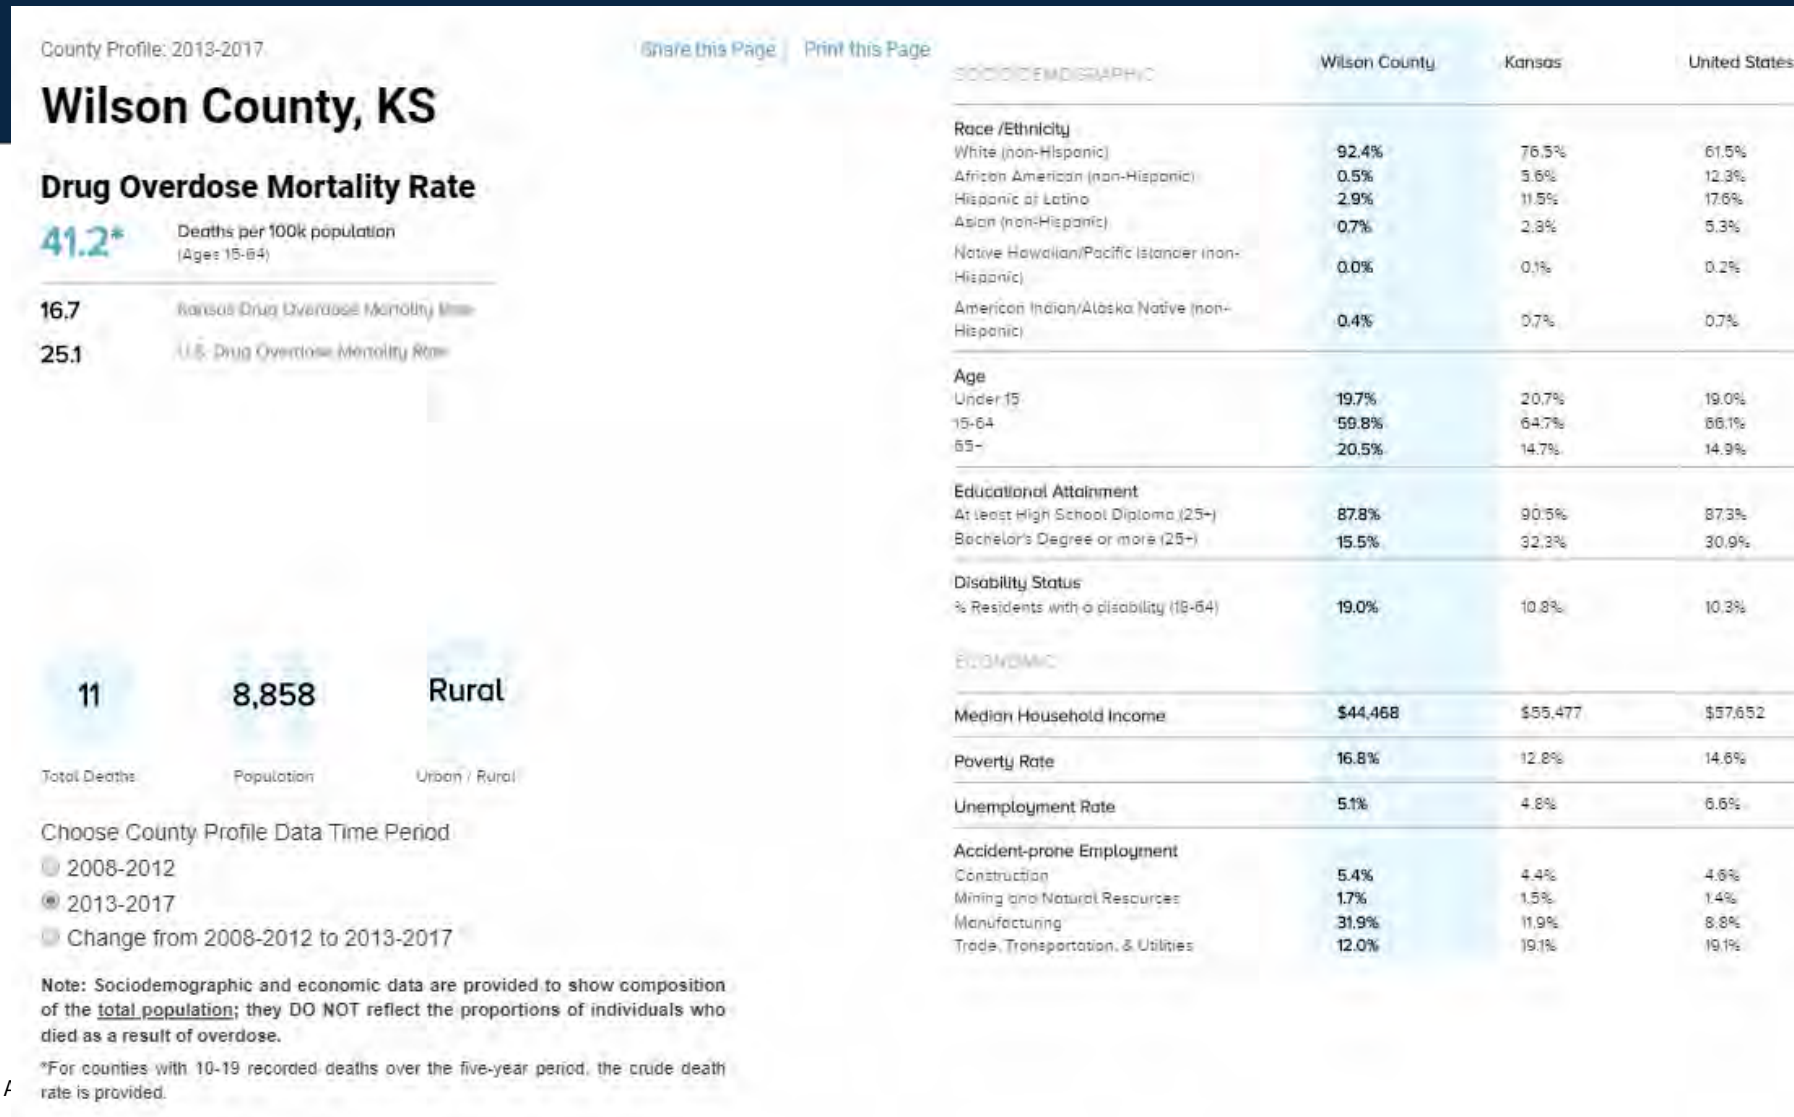 County Profile: 2013-2017
Share this Page | Print this Page
Wilson County, KS
Drug Overdose Mortality Rate
41.2* Deaths per 100k population
(Ages 15-64)
16.7 Kansas Drug Overdose Mortality Rate
25.1 U.S. Drug Overdose Mortality Rate
11 8,858 Rural
Total Deaths Population Urban / Rural
Choose County Profile Data Time Period
2008-2012
2013-2017
Change from 2008-2012 to 2013-2017
Note: Sociodemographic and economic data are provided to show composition
of the total population; they DO NOT reflect the proportions of individuals who
died as a result of overdose.
*For counties with 10-19 recorded deaths over the five-year period, the crude death
rate is provided.
A
SOCIODEMOGRAPHIC Wilson County Kansas United States
Race /Ethnicity
White (non-Hispanic) 92.4% 76.5% 61.5%
African American (non-Hispanic) 0.5% 5.6% 12.3%
Hispanic or Latino 2.9% 11.5% 17.6%
Asian (non-Hispanic) 0.7% 2.8% 5.3%
Native Hawaiian/Pacific Islander (non-
Hispanic) 0.0% 0.1% 0.2%
American Indian/Alaska Native (non-
Hispanic) 0.4% 0.7% 0.7%
Age
Under 15 19.7% 20.7% 19.0%
15-64 59.8% 64.7% 66.1%
65+ 20.5% 14.7% 14.9%
Educational Attainment
At least High School Diploma (25+) 87.8% 90.5% 87.3%
Bachelor's Degree or more (25+) 15.5% 32.3% 30.9%
Disability Status
% Residents with a disability (18-64) 19.0% 10.8% 10.3%
ECONOMIC
Median Household Income $44,468 $55,477 $57,652
Poverty Rate 16.8% 12.8% 14.6%
Unemployment Rate 5.1% 4.8% 6.6%
Accident-prone Employment
Construction 5.4% 4.4% 4.6%
Mining and Natural Resources 1.7% 1.5% 1.4%
Manufacturing 31.9% 11.9% 8.8%
Trade, Transportation, & Utilities 12.0% 19.1% 19.1%